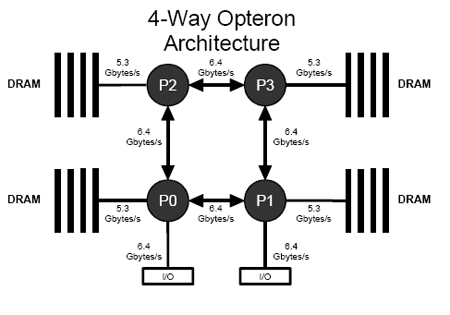 4-Way Opteron
Architecture
5.3
Gbytes/s
6.4
Gbytes/s
5.3
Gbytes/s
DRAM
P2
P3
DRAM
6.4
Gbytes/s
6.4
Gbytes/s
DRAM
P0
P1
DRAM
5.3
Gbytes/s
6.4
Gbytes/s
5.3
Gbytes/s
6.4
Gbytes/s
6.4
Gbytes/s
I/O
I/O